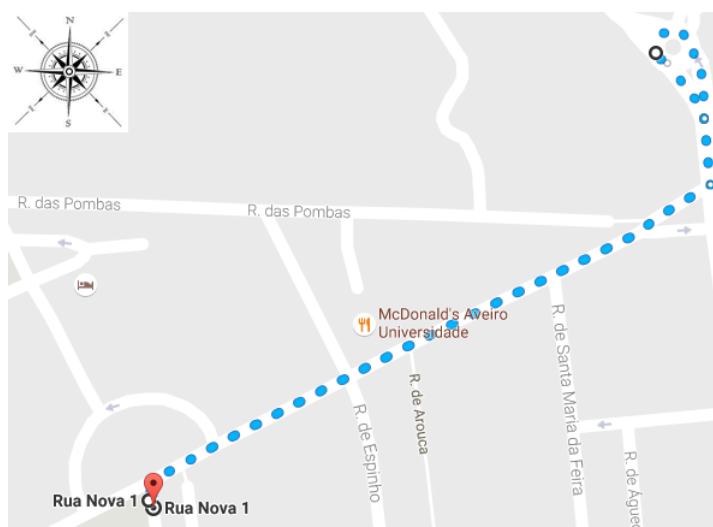 N
W E
S
R. das Pombas
R. das Pombas
McDonald's Aveiro
Universidade
R. de Santa Maria da Feira
R. de Arouca
R. de Espinho
R. de Águed
Rua Nova 1
Rua Nova 1